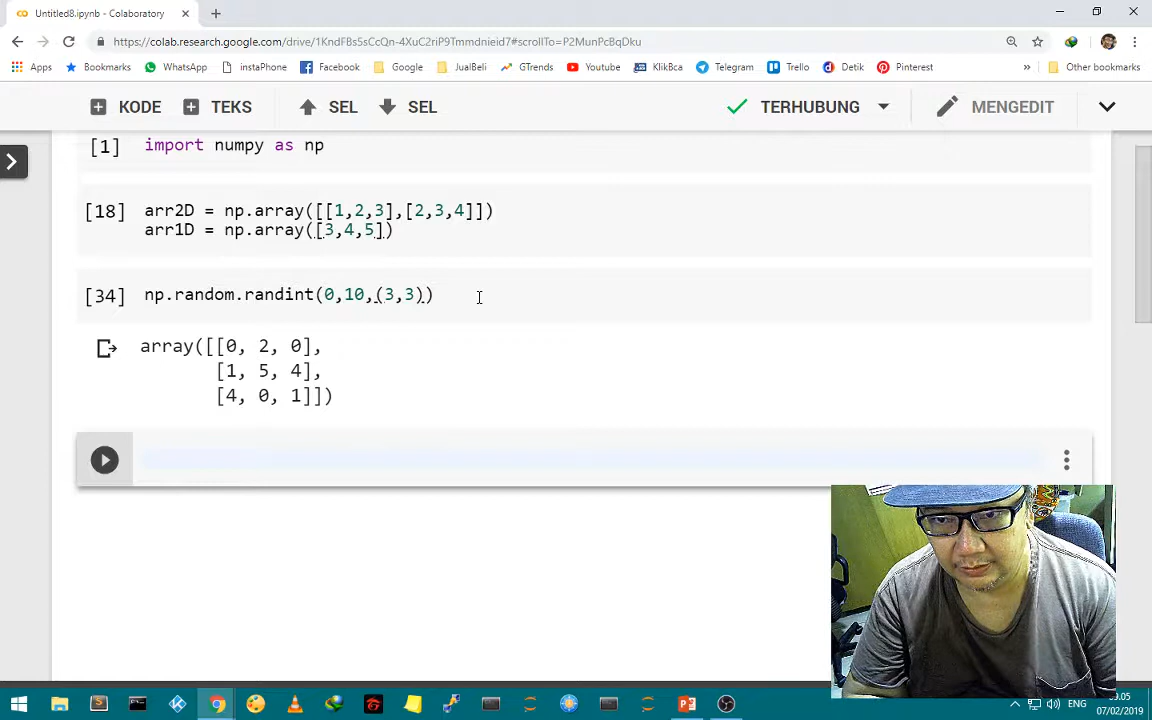 Untitled8.ipynb - Colaboratory
https://colab.research.google.com/drive/1KndFBs5sCcQn-4XuC2riP9Tmmdnieid7#scrollTo=P2MunPcBqDku
Apps Bookmarks WhatsApp instaPhone Facebook Google JualBeli GTrends Youtube KlikBca Telegram Trello Detik Pinterest » Other bookmarks
KODE TEKS SEL SEL TERHUBUNG MENGEDIT
[1] import numpy as np
[18] arr2D = np.array([[1,2,3],[2,3,4]])
arr1D = np.array([3,4,5])
[34] np.random.randint(0,10,(3,3))
array([[0, 2, 0],
[1, 5, 4],
[4, 0, 1]])
ENG
07/02/2019